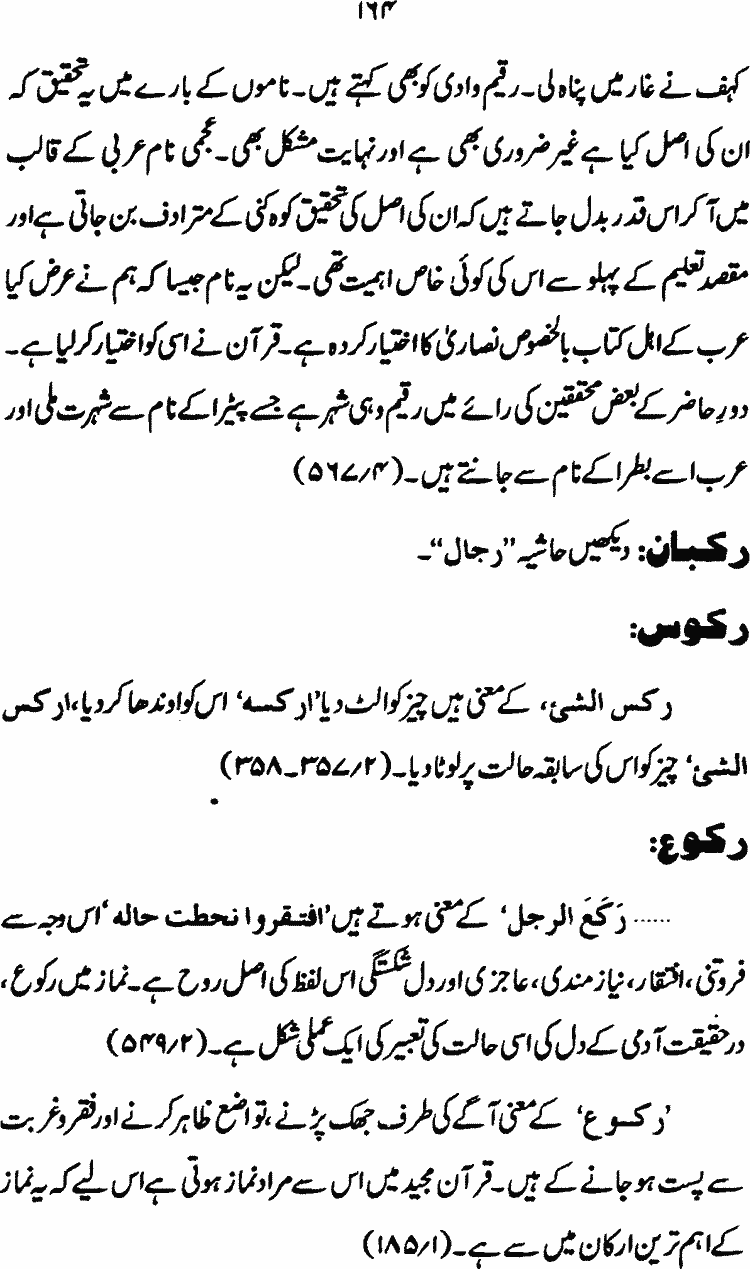 ۱۶۴
کہف نے غار میں پناہ لی۔ رقیم وادی کو بھی کہتے ہیں۔ ناموں کے بارے میں یہ تحقیق کہ
ان کی اصل کیا ہے غیر ضروری بھی ہے اور نہایت مشکل بھی۔ عجمی نام عربی کے قالب
میں آ کر اس قدر بدل جاتے ہیں کہ ان کی اصل کی تحقیق کوہ کنی کے مترادف بن جاتی ہے اور
مقصد تعلیم کے پہلو سے اس کی کوئی خاص اہمیت تھی۔ لیکن یہ نام جیسا کہ ہم نے عرض کیا
عرب کے اہل کتاب بالخصوص نصاریٰ کا اختیار کردہ ہے۔ قرآن نے اسی کو اختیار کر لیا ہے۔
دورِ حاضر کے بعض محققین کی رائے میں رقیم وہی شہر ہے جسے پیٹرا کے نام سے شہرت ملی اور
عرب اسے بطرا کے نام سے جانتے ہیں۔ (۵۶۷/۴)
رکبان: دیکھیں حاشیہ ”رجال“۔
رکوس:
رکس الشئ، کے معنی ہیں چیز کو الٹ دیا ’ارکسه‘ اس کو اوندھا کر دیا، ارکس
الشئ‘ چیز کو اس کی سابقہ حالت پر لوٹا دیا۔ (۳۵۷/۲۔۳۵۸)
رکوع:
...... رَكَعَ الرجل‘ کے معنی ہوتے ہیں ’افتقروا نحطت حاله‘ اس وجہ سے
فروتنی، افتقار، نیاز مندی، عاجزی اور دل شکستگی اس لفظ کی اصل روح ہے۔ نماز میں رکوع،
در حقیقت آدمی کے دل کی اسی حالت کی تعبیر کی ایک عملی شکل ہے۔ (۵۴۹/۲)
’رکوع‘ کے معنی آگے کی طرف جھک پڑنے، تواضع ظاہر کرنے اور فقر و غربت
سے پست ہو جانے کے ہیں۔ قرآن مجید میں اس سے مراد نماز ہوتی ہے اس لیے کہ یہ نماز
کے اہم ترین ارکان میں سے ہے۔ (۱۸۵/۱)